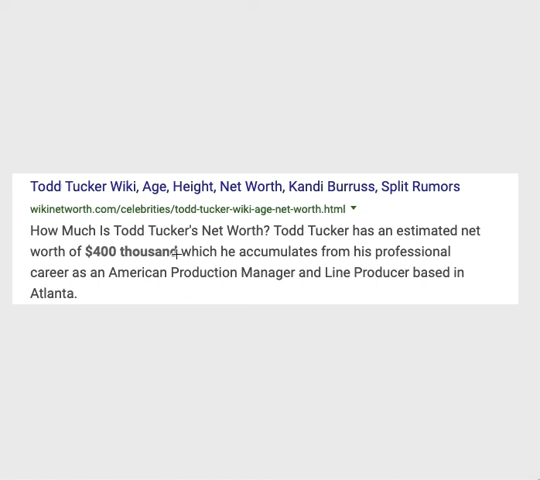 Todd Tucker Wiki, Age, Height, Net Worth, Kandi Burruss, Split Rumors
wikinetworth.com/celebrities/todd-tucker-wiki-age-net-worth.html
How Much Is Todd Tucker's Net Worth? Todd Tucker has an estimated net
worth of $400 thousand which he accumulates from his professional
career as an American Production Manager and Line Producer based in
Atlanta.